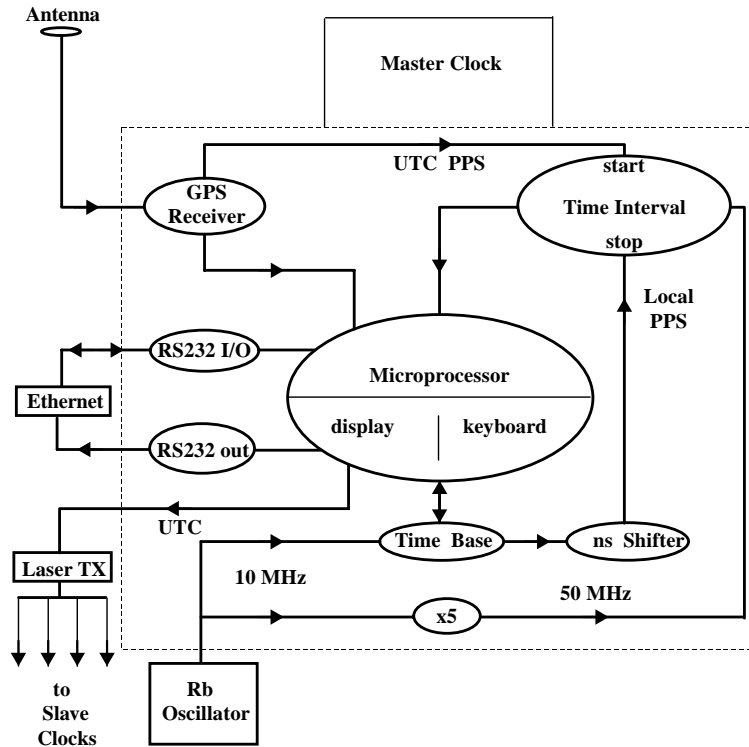 Antenna
Master Clock
UTC PPS
start
GPS
Receiver
Time Interval
stop
Local
PPS
RS232 I/O
Microprocessor
Ethernet
display
keyboard
RS232 out
UTC
Time Base
ns Shifter
Laser TX
10 MHz
50 MHz
x5
to
Slave
Clocks
Rb
Oscillator